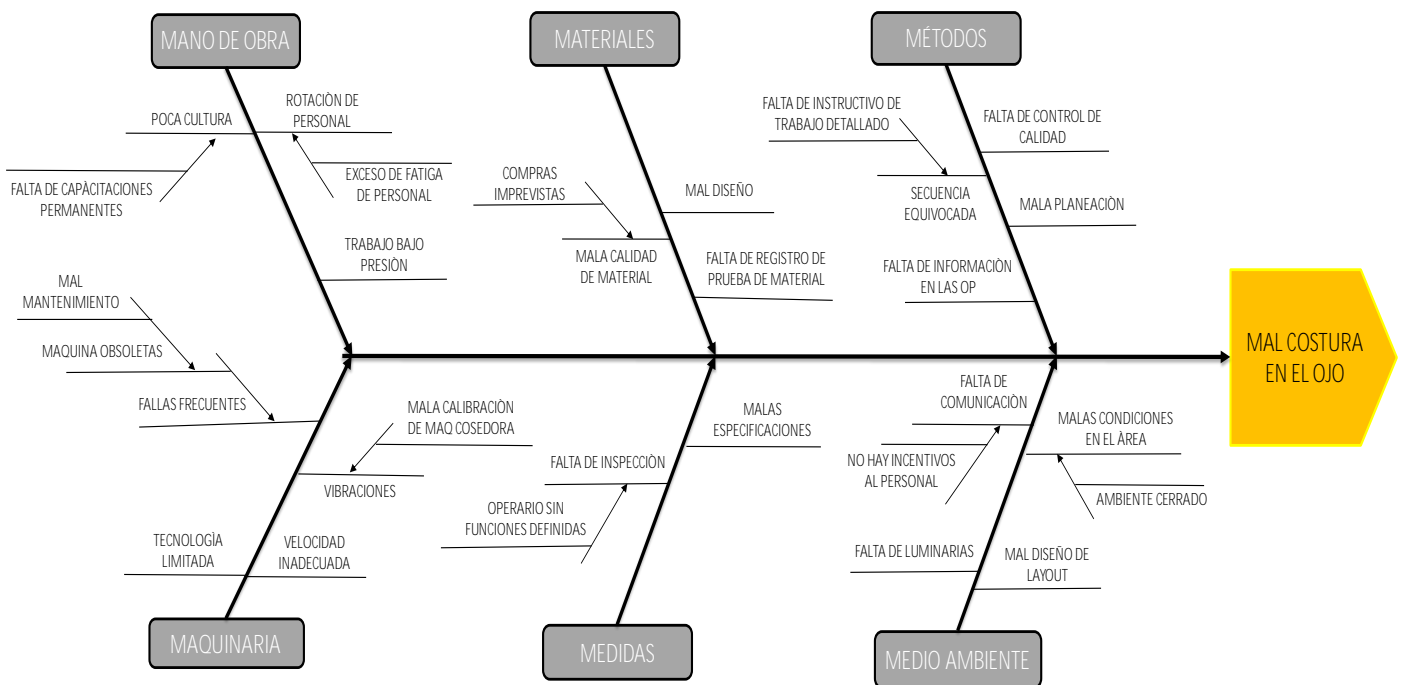 MANO DE OBRA
MATERIALES
MÉTODOS
POCA CULTURA
ROTACIÒN DE
PERSONAL
FALTA DE CAPÀCITACIONES
PERMANENTES
EXCESO DE FATIGA
DE PERSONAL
TRABAJO BAJO
PRESIÒN
COMPRAS
IMPREVISTAS
MAL DISEÑO
MALA CALIDAD
DE MATERIAL
FALTA DE REGISTRO DE
PRUEBA DE MATERIAL
FALTA DE INSTRUCTIVO DE
TRABAJO DETALLADO
FALTA DE CONTROL DE
CALIDAD
SECUENCIA
EQUIVOCADA
MALA PLANEACIÒN
FALTA DE INFORMACIÒN
EN LAS OP
MAL COSTURA
EN EL OJO
MAL
MANTENIMIENTO
MAQUINA OBSOLETAS
FALLAS FRECUENTES
MALA CALIBRACIÒN
DE MAQ COSEDORA
VIBRACIONES
TECNOLOGÌA
LIMITADA
VELOCIDAD
INADECUADA
MALAS
ESPECIFICACIONES
FALTA DE INSPECCIÒN
OPERARIO SIN
FUNCIONES DEFINIDAS
FALTA DE
COMUNICACIÒN
MALAS CONDICIONES
EN EL ÀREA
NO HAY INCENTIVOS
AL PERSONAL
AMBIENTE CERRADO
FALTA DE LUMINARIAS
MAL DISEÑO DE
LAYOUT
MAQUINARIA
MEDIDAS
MEDIO AMBIENTE